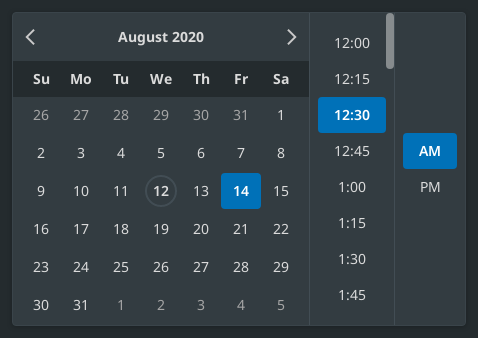 August 2020
Su Mo Tu We Th Fr Sa
26 27 28 29 30 31 1
2 3 4 5 6 7 8
9 10 11 12 13 14 15
16 17 18 19 20 21 22
23 24 25 26 27 28 29
30 31 1 2 3 4 5
12:00
12:15
12:30
12:45
1:00
1:15
1:30
1:45
AM
PM